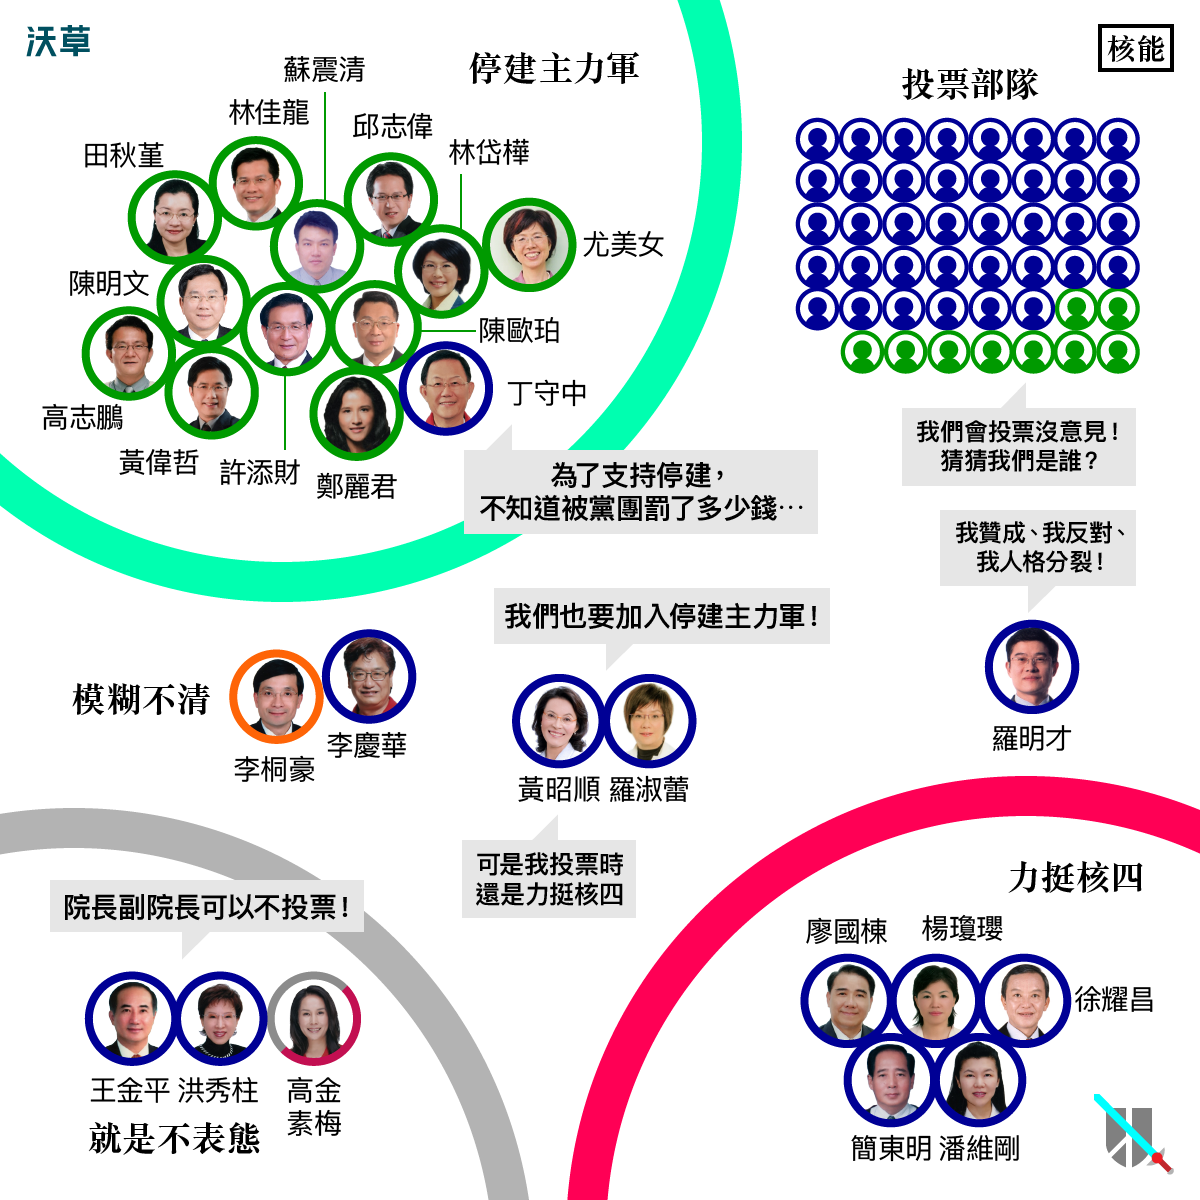 沃草
核能
停建主力軍
蘇震清
林佳龍
邱志偉
田秋堇
林岱樺
尤美女
陳明文
陳歐珀
丁守中
高志鵬
黃偉哲
許添財
鄭麗君
為了支持停建，
不知道被黨團罰了多少錢…
投票部隊
我們會投票沒意見！
猜猜我們是誰？
我贊成、我反對、
我人格分裂！
羅明才
我們也要加入停建主力軍！
黃昭順
羅淑蕾
可是我投票時
還是力挺核四
模糊不清
李桐豪
李慶華
院長副院長可以不投票！
王金平
洪秀柱
高金
素梅
就是不表態
力挺核四
廖國棟
楊瓊瓔
徐耀昌
簡東明
潘維剛